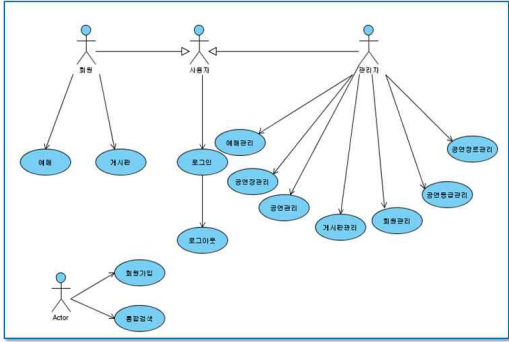 회원
사용자
관리자
예매
게시판
로그인
예매관리
공연장관리
공연관리
게시판관리
회원관리
공연등급관리
공연장르관리
로그아웃
회원가입
Actor
통합검색